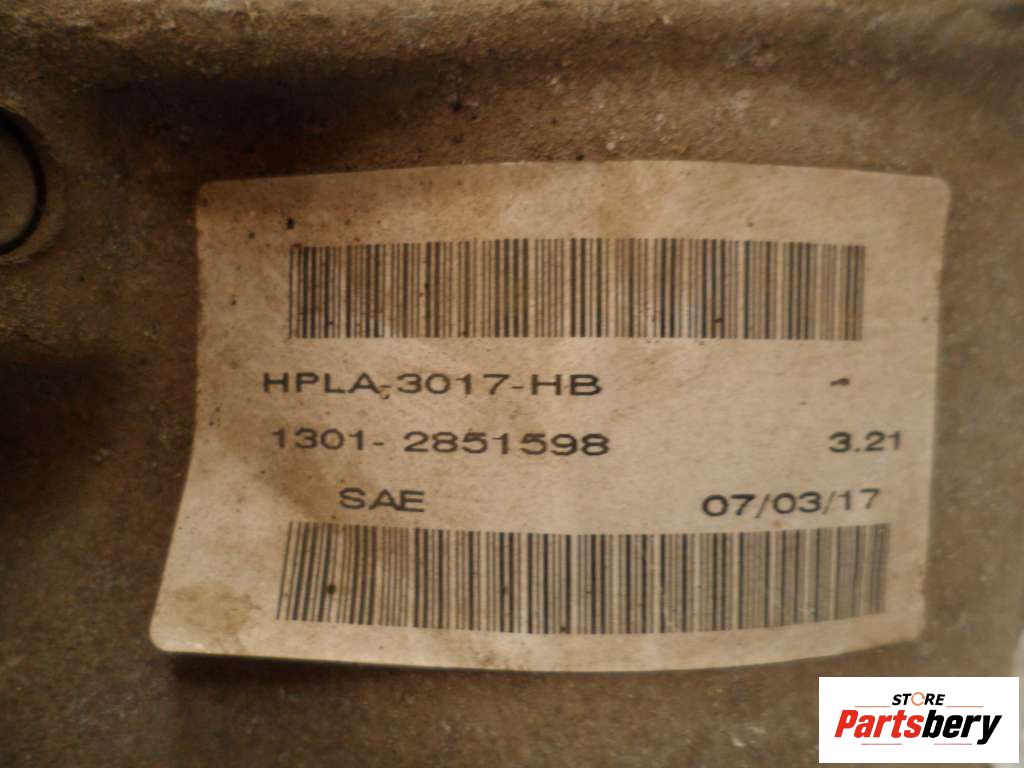 HPLA-3017-HB -
1301- 2851598 3.21
SAE 07/03/17
STORE
Partsbery